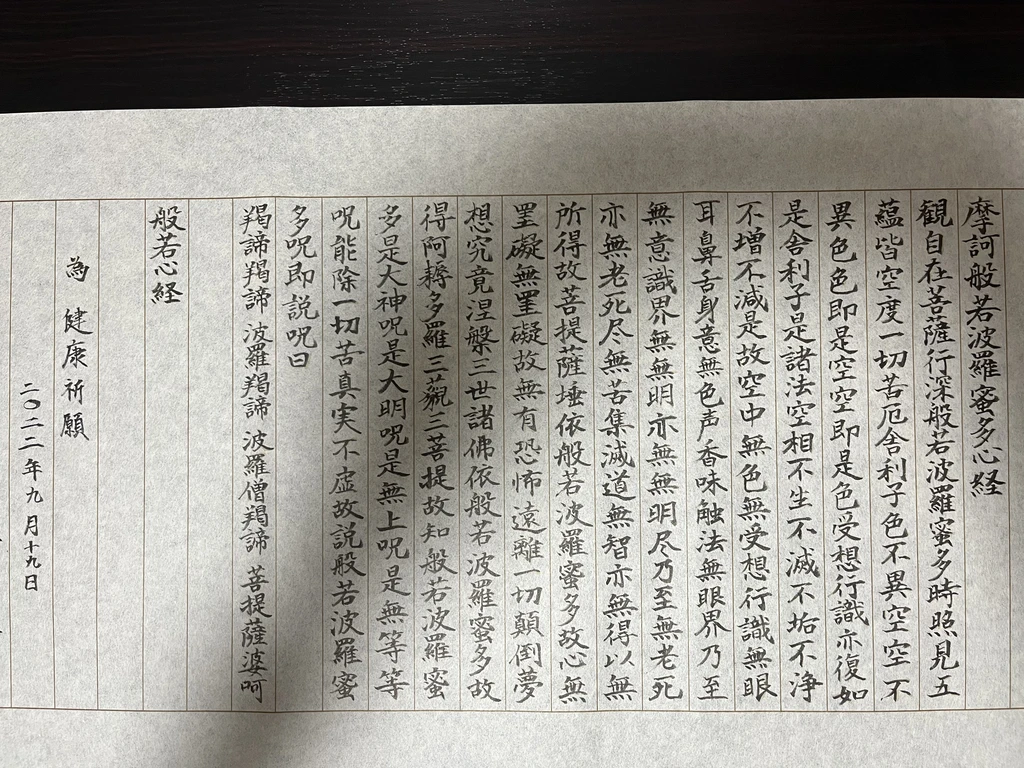 摩訶般若波羅蜜多心経
観自在菩薩行深般若波羅蜜多時照見五
蘊皆空度一切苦厄舎利子色不異空空不
異色色即是空空即是色受想行識亦復如
是舎利子是諸法空相不生不滅不垢不浄
不増不減是故空中無色無受想行識無眼
耳鼻舌身意無色声香味触法無眼界乃至
無意識界無無明亦無無明尽乃至無老死
亦無老死尽無苦集滅道無智亦無得以無
所得故菩提薩埵依般若波羅蜜多故心無
罣礙無罣礙故無有恐怖遠離一切顛倒夢
想究竟涅槃三世諸佛依般若波羅蜜多故
得阿耨多羅三藐三菩提故知般若波羅蜜
多是大神呪是大明呪是無上呪是無等等
呪能除一切苦真実不虚故説般若波羅蜜
多呪即説呪曰
羯諦羯諦 波羅羯諦 波羅僧羯諦 菩提薩婆呵
般若心経
為 健康祈願
二〇二二年九月十九日